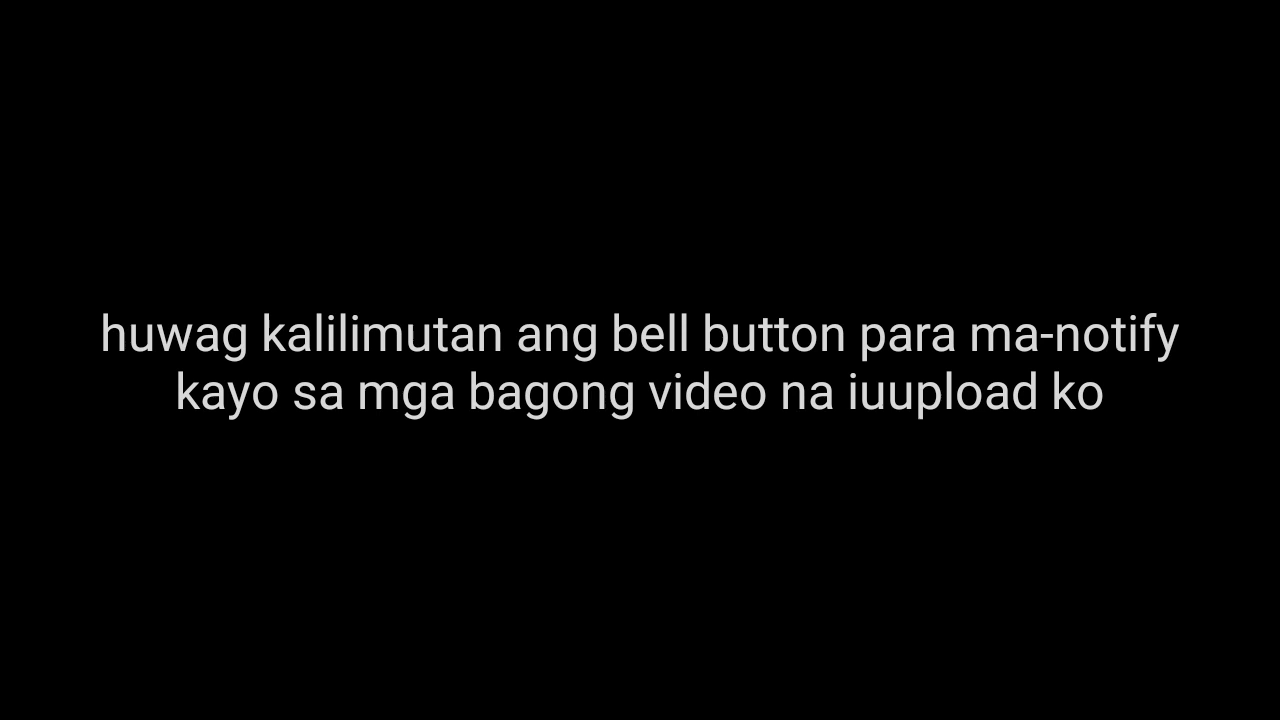 huwag kalilimutan ang bell button para ma-notify
kayo sa mga bagong video na iuupload ko